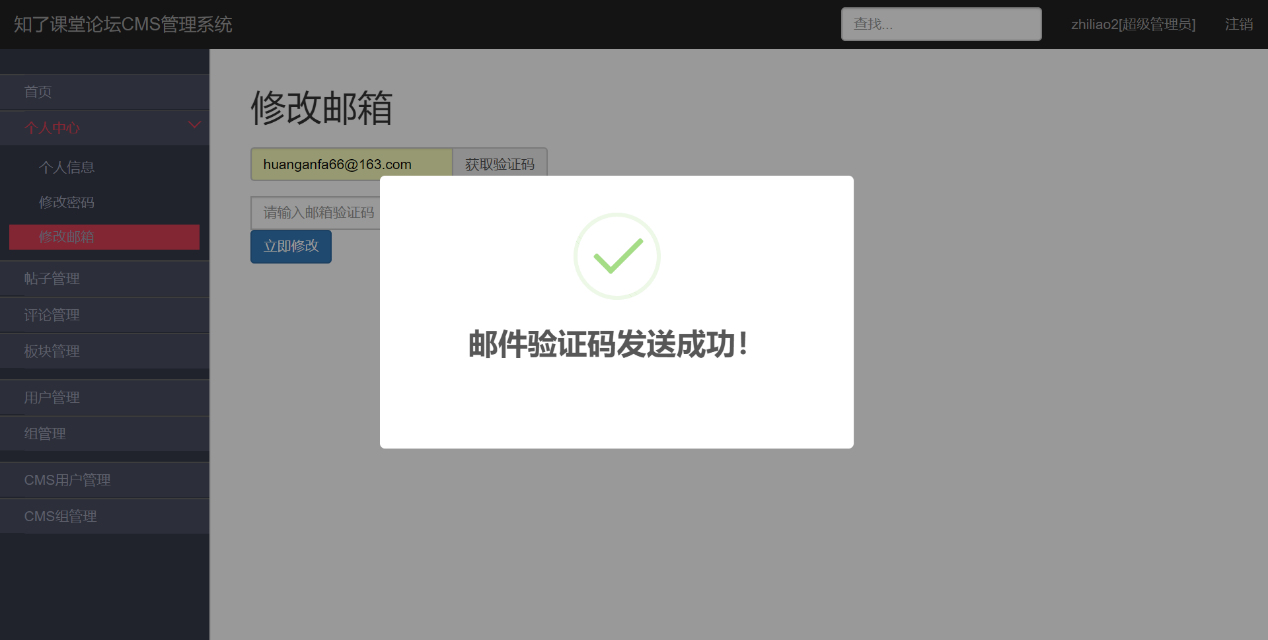 知了课堂论坛CMS管理系统
查找...
zhiliao2[超级管理员]
注销
首页
个人中心
个人信息
修改密码
修改邮箱
帖子管理
评论管理
板块管理
用户管理
组管理
CMS用户管理
CMS组管理
修改邮箱
huanganfa66@163.com
获取验证码
请输入邮箱验证码
立即修改
邮件验证码发送成功！